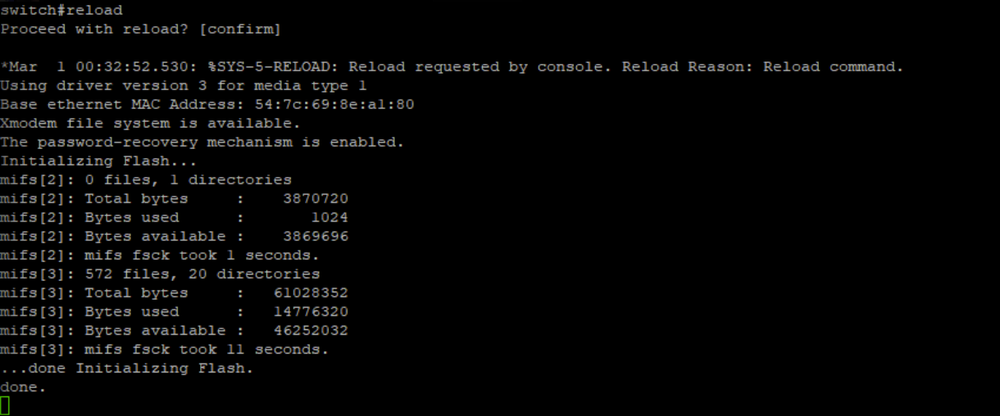 switch#reload
Proceed with reload? [confirm]
*Mar  1 00:32:52.530: %SYS-5-RELOAD: Reload requested by console. Reload Reason: Reload command.
Using driver version 3 for media type 1
Base ethernet MAC Address: 54:7c:69:8e:a1:80
Xmodem file system is available.
The password-recovery mechanism is enabled.
Initializing Flash...
mifs[2]: 0 files, 1 directories
mifs[2]: Total bytes     :    3870720
mifs[2]: Bytes used      :       1024
mifs[2]: Bytes available :    3869696
mifs[2]: mifs fsck took 1 seconds.
mifs[3]: 572 files, 20 directories
mifs[3]: Total bytes     :   61028352
mifs[3]: Bytes used      :   14776320
mifs[3]: Bytes available :   46252032
mifs[3]: mifs fsck took 11 seconds.
...done Initializing Flash.
done.